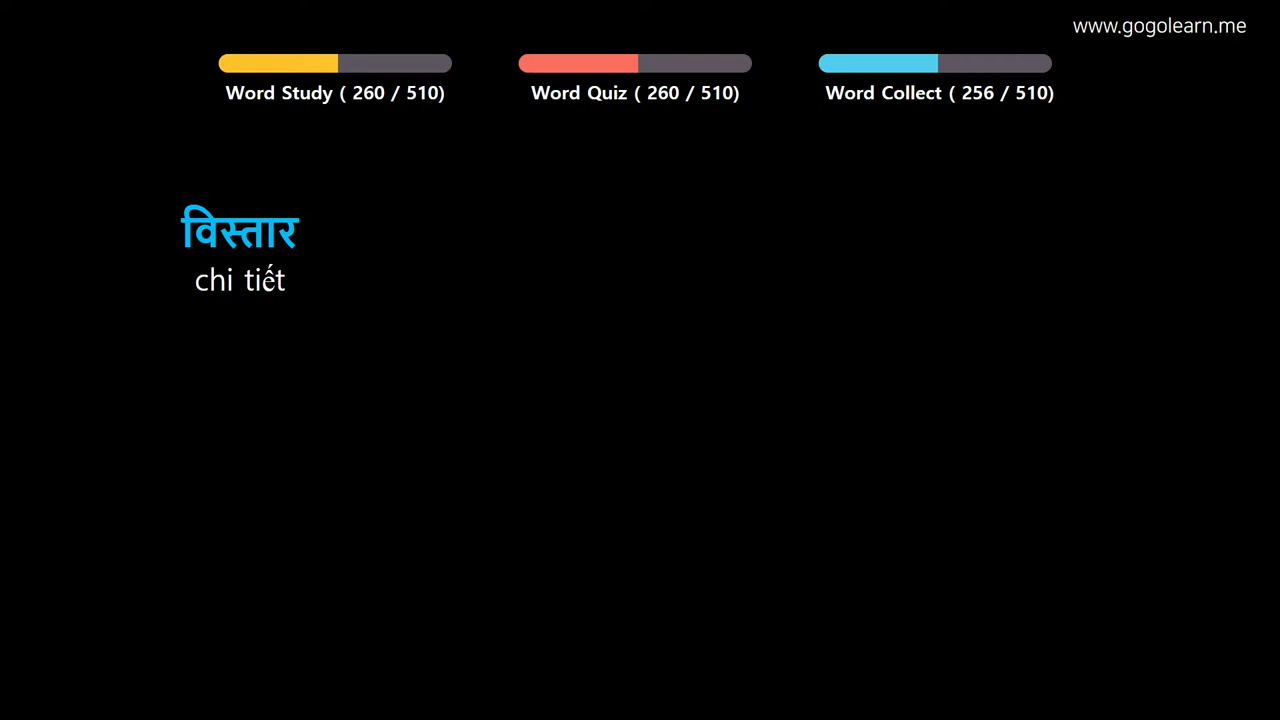 www.gogolearn.me
Word Study ( 260 / 510)
Word Quiz ( 260 / 510)
Word Collect ( 256 / 510)
विस्तार
chi tiết